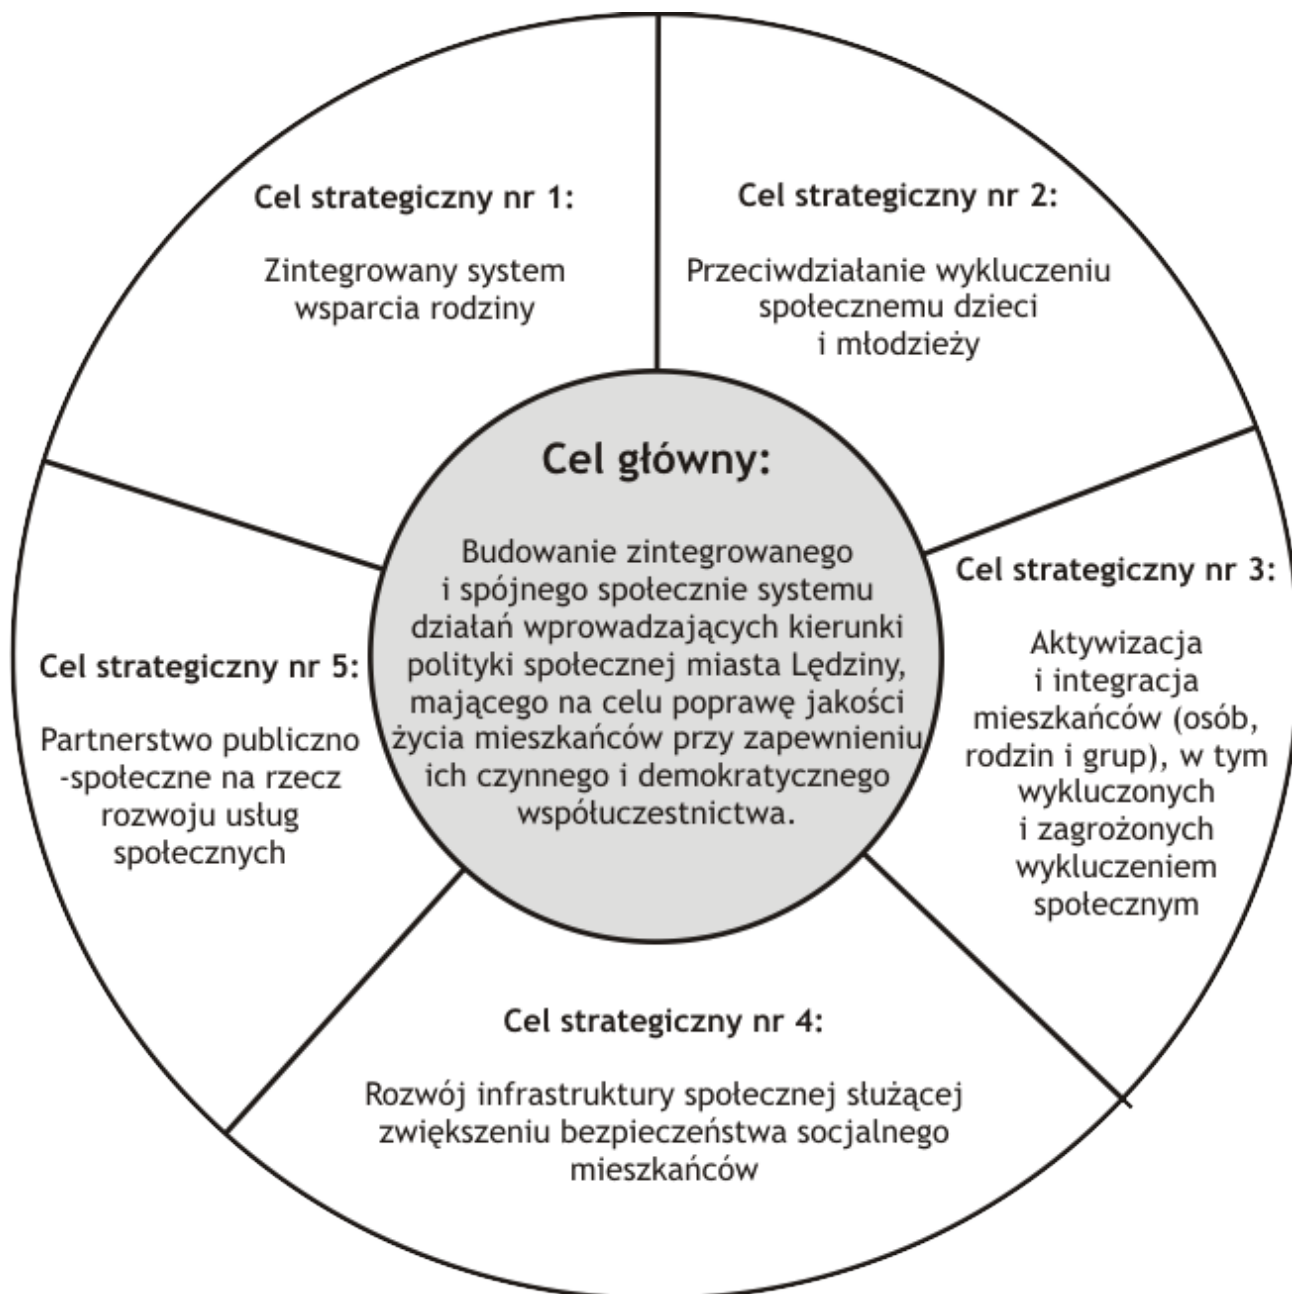 Cel strategiczny nr 1:
Zintegrowany system
wsparcia rodziny
Cel strategiczny nr 2:
Przeciwdziałanie wykluczeniu
społecznemu dzieci
i młodzieży
Cel główny:
Budowanie zintegrowanego
i spójnego społecznie systemu
działań wprowadzających kierunki
polityki społecznej miasta Lędziny,
mającego na celu poprawę jakości
życia mieszkańców przy zapewnieniu
ich czynnego i demokratycznego
współuczestnictwa.
Cel strategiczny nr 3:
Aktywizacja
i integracja
mieszkańców (osób,
rodzin i grup), w tym
wykluczonych
i zagrożonych
wykluczeniem
społecznym
Cel strategiczny nr 4:
Rozwój infrastruktury społecznej służącej
zwiększeniu bezpieczeństwa socjalnego
mieszkańców
Cel strategiczny nr 5:
Partnerstwo publiczno
-społeczne na rzecz
rozwoju usług
społecznych